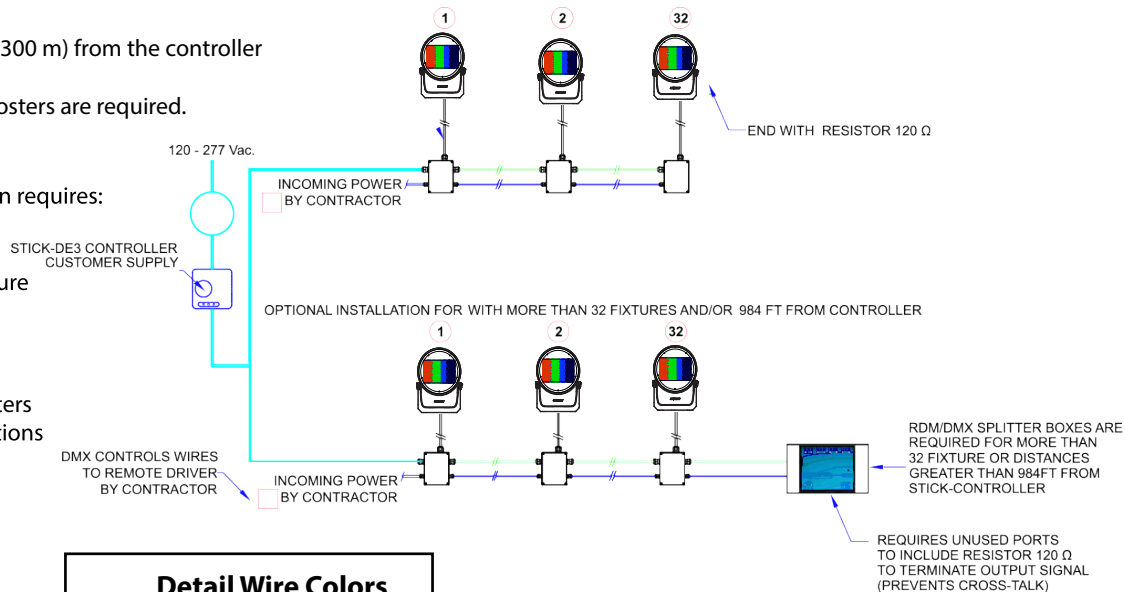 300 m) from the controller
osters are required.
n requires:
ure
ters
tions
1
2
32
END WITH RESISTOR 120 Ω
120 - 277 Vac.
INCOMING POWER
BY CONTRACTOR
STICK-DE3 CONTROLLER
CUSTOMER SUPPLY
OPTIONAL INSTALLATION FOR WITH MORE THAN 32 FIXTURES AND/OR 984 FT FROM CONTROLLER
1
2
32
DMX CONTROLS WIRES
TO REMOTE DRIVER
BY CONTRACTOR
INCOMING POWER
BY CONTRACTOR
RDM/DMX SPLITTER BOXES ARE
REQUIRED FOR MORE THAN
32 FIXTURE OR DISTANCES
GREATER THAN 984FT FROM
STICK-CONTROLLER
REQUIRES UNUSED PORTS
TO INCLUDE RESISTOR 120 Ω
TO TERMINATE OUTPUT SIGNAL
(PREVENTS CROSS-TALK)
Detail Wire Colors